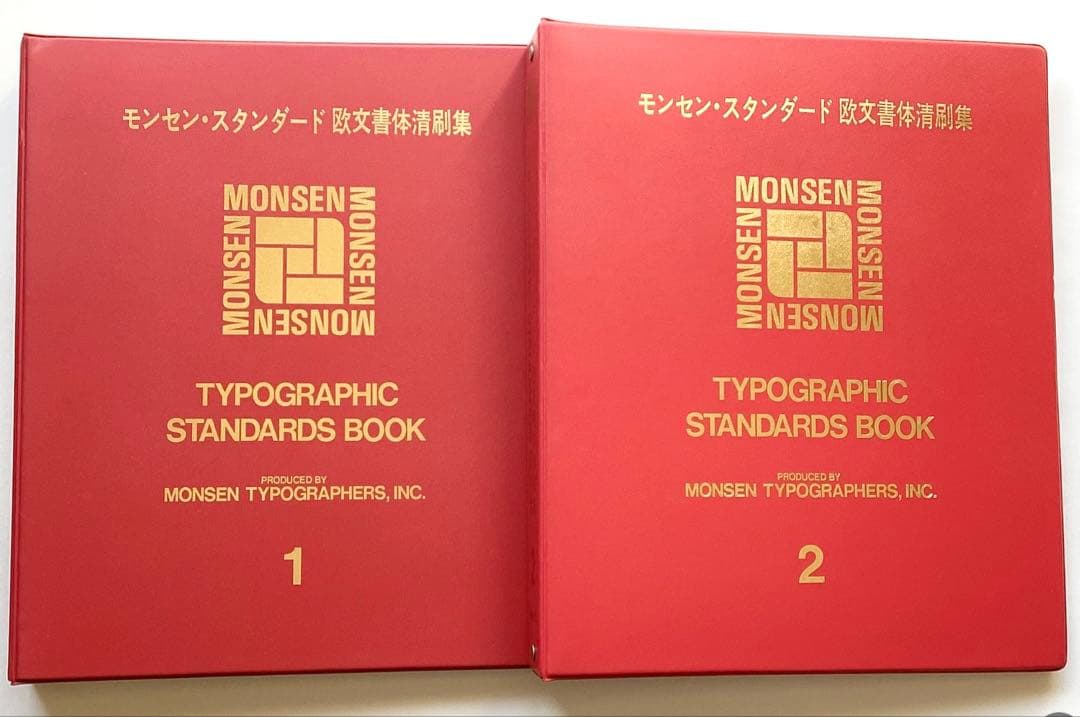 モンセン・スタンダード 欧文書体清刷集
MONSEN
MONSEN
MONSEN
MONSEN
TYPOGRAPHIC
STANDARDS BOOK
PRODUCED BY
MONSEN TYPOGRAPHERS, INC.
1
モンセン・スタンダード 欧文書体清刷集
MONSEN
MONSEN
MONSEN
MONSEN
TYPOGRAPHIC
STANDARDS BOOK
PRODUCED BY
MONSEN TYPOGRAPHERS, INC.
2